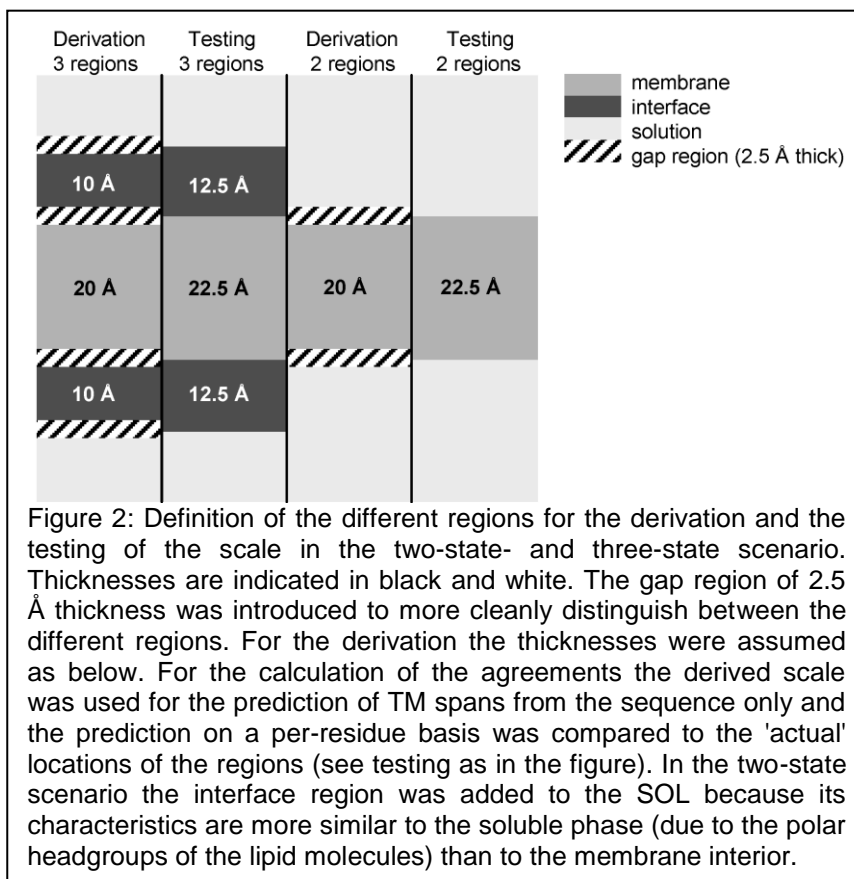 Derivation Testing Derivation Testing
3 regions 3 regions 2 regions 2 regions
membrane
interface
solution
gap region (2.5 Å thick)
10 Å 12.5 Å
20 Å 22.5 Å 20 Å 22.5 Å
10 Å 12.5 Å
Figure 2: Definition of the different regions for the derivation and the
testing of the scale in the two-state- and three-state scenario.
Thicknesses are indicated in black and white. The gap region of 2.5
Å thickness was introduced to more cleanly distinguish between the
different regions. For the derivation the thicknesses were assumed
as below. For the calculation of the agreements the derived scale
was used for the prediction of TM spans from the sequence only and
the prediction on a per-residue basis was compared to the 'actual'
locations of the regions (see testing as in the figure). In the two-state
scenario the interface region was added to the SOL because its
characteristics are more similar to the soluble phase (due to the polar
headgroups of the lipid molecules) than to the membrane interior.